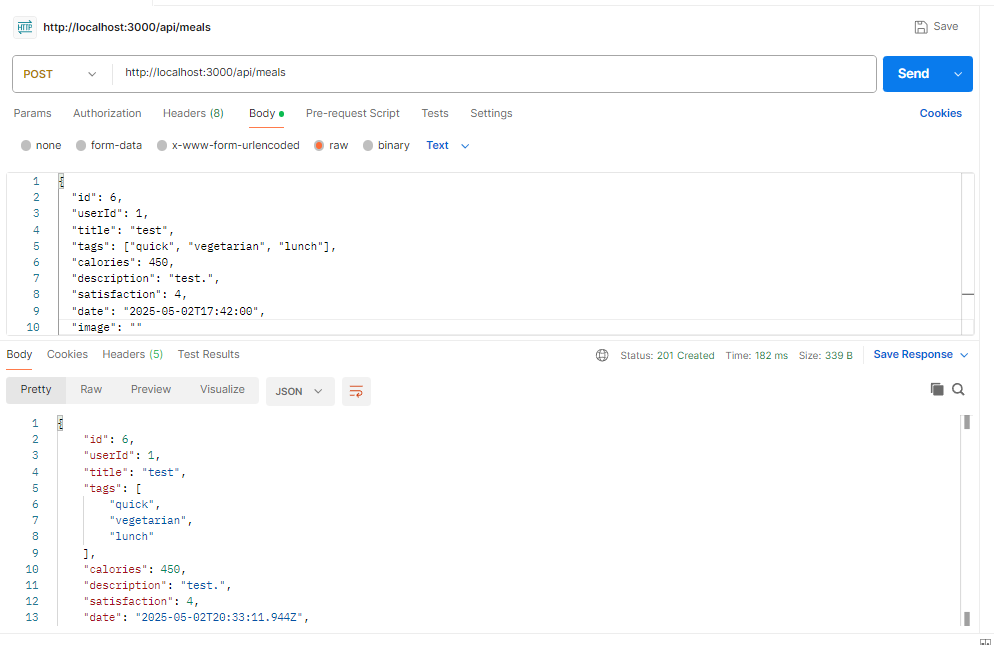 HTTP http://localhost:3000/api/meals Save
POST http://localhost:3000/api/meals Send
Params Authorization Headers (8) Body Pre-request Script Tests Settings Cookies
none form-data x-www-form-urlencoded raw binary Text
1 {
2 "id": 6,
3 "userId": 1,
4 "title": "test",
5 "tags": ["quick", "vegetarian", "lunch"],
6 "calories": 450,
7 "description": "test.",
8 "satisfaction": 4,
9 "date": "2025-05-02T17:42:00",
10 "image": ""
Body Cookies Headers (5) Test Results Status: 201 Created Time: 182 ms Size: 339 B Save Response
Pretty Raw Preview Visualize JSON
1 {
2 "id": 6,
3 "userId": 1,
4 "title": "test",
5 "tags": [
6 "quick",
7 "vegetarian",
8 "lunch"
9 ],
10 "calories": 450,
11 "description": "test.",
12 "satisfaction": 4,
13 "date": "2025-05-02T20:33:11.944Z",